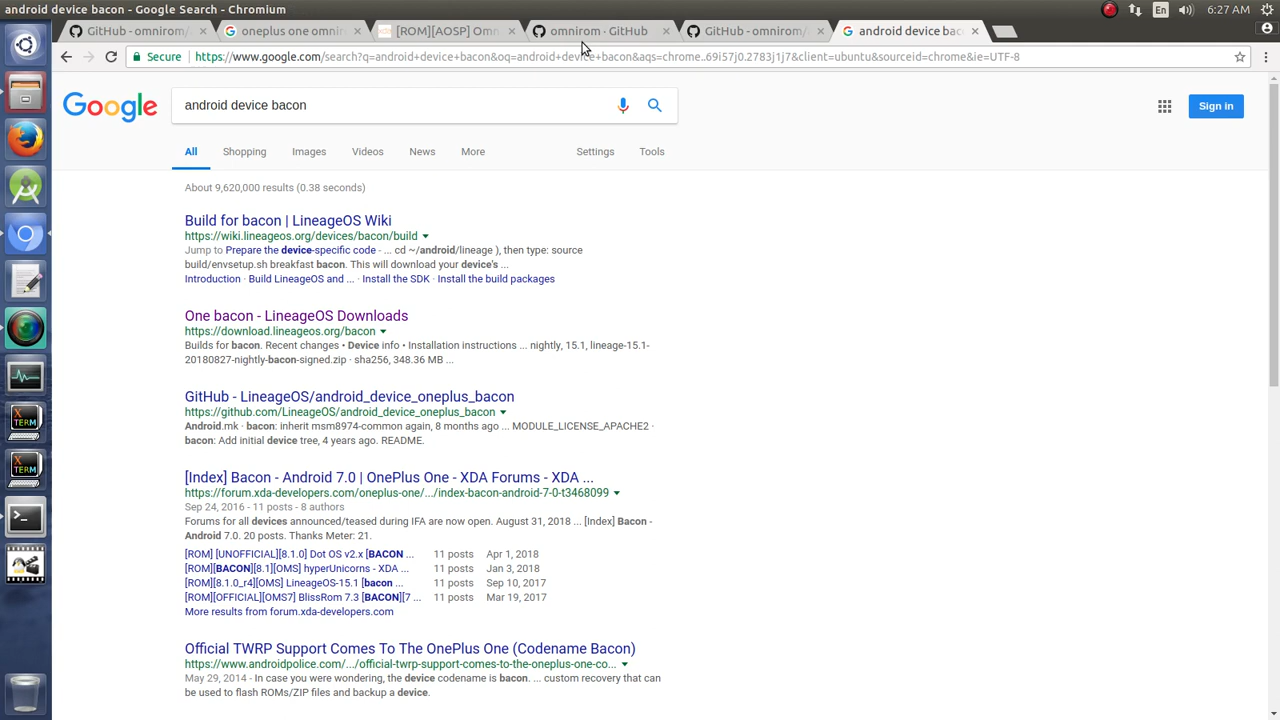 android device bacon - Google Search - Chromium
En
6:27 AM
GitHub - omnirom/
oneplus one omni
[ROM][AOSP] Omn
omnirom · GitHub
GitHub - omnirom/
android device bac
Secure
https://www.google.com/search?q=android+device+bacon&oq=android+device+bacon&aqs=chrome..69i57j0.2783j1j7&client=ubuntu&sourceid=chrome&ie=UTF-8
Google
android device bacon
Sign in
All
Shopping
Images
Videos
News
More
Settings
Tools
About 9,620,000 results (0.38 seconds)
Build for bacon | LineageOS Wiki
https://wiki.lineageos.org/devices/bacon/build
Jump to Prepare the device-specific code - ... cd ~/android/lineage ), then type: source
build/envsetup.sh breakfast bacon. This will download your device's ...
Introduction · Build LineageOS and ... · Install the SDK · Install the build packages
One bacon - LineageOS Downloads
https://download.lineageos.org/bacon
Builds for bacon. Recent changes • Device info • Installation instructions ... nightly, 15.1, lineage-15.1-
20180827-nightly-bacon-signed.zip · sha256, 348.36 MB ...
GitHub - LineageOS/android_device_oneplus_bacon
https://github.com/LineageOS/android_device_oneplus_bacon
Android.mk · bacon: inherit msm8974-common again, 8 months ago ... MODULE_LICENSE_APACHE2 ·
bacon: Add initial device tree, 4 years ago. README.
[Index] Bacon - Android 7.0 | OnePlus One - XDA Forums - XDA ...
https://forum.xda-developers.com/oneplus-one/.../index-bacon-android-7-0-t3468099
Sep 24, 2016 - 11 posts - 8 authors
Forums for all devices announced/teased during IFA are now open. August 31, 2018 ... [Index] Bacon -
Android 7.0. 20 posts. Thanks Meter: 21.
[ROM] [UNOFFICIAL][8.1.0] Dot OS v2.x [BACON ... 11 posts Apr 1, 2018
[ROM][BACON][8.1][OMS] hyperUnicorns - XDA ... 11 posts Jan 3, 2018
[ROM][8.1.0_r4][OMS] LineageOS-15.1 [bacon ... 11 posts Sep 10, 2017
[ROM][OFFICIAL][OMS7] BlissRom 7.3 [BACON][7 ... 11 posts Mar 19, 2017
More results from forum.xda-developers.com
Official TWRP Support Comes To The OnePlus One (Codename Bacon)
https://www.androidpolice.com/.../official-twrp-support-comes-to-the-oneplus-one-co...
May 29, 2014 - In case you were wondering, the device codename is bacon. ... custom recovery that can
be used to flash ROMs/ZIP files and backup a device.
X
TERM
X
TERM